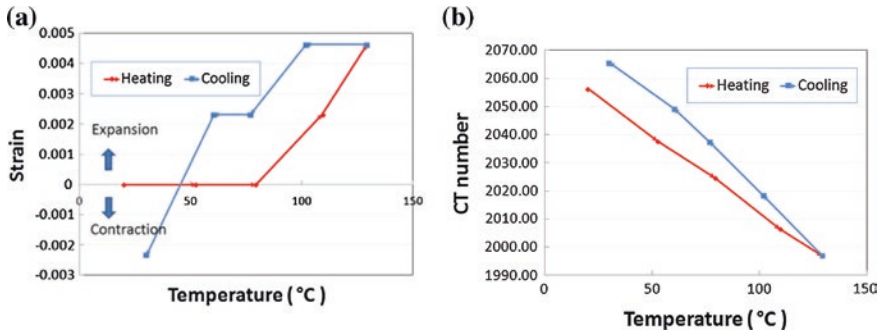 (a)
0.005
0.004
0.003
0.002
0.001
0
-0.001
-0.002
-0.003
Strain
Heating Cooling
Expansion
Contraction
0 50 100 150
Temperature ( °C )
(b)
2070.00
2060.00
2050.00
2040.00
2030.00
2020.00
2010.00
2000.00
1990.00
CT number
Heating Cooling
0 50 100 150
Temperature ( °C )